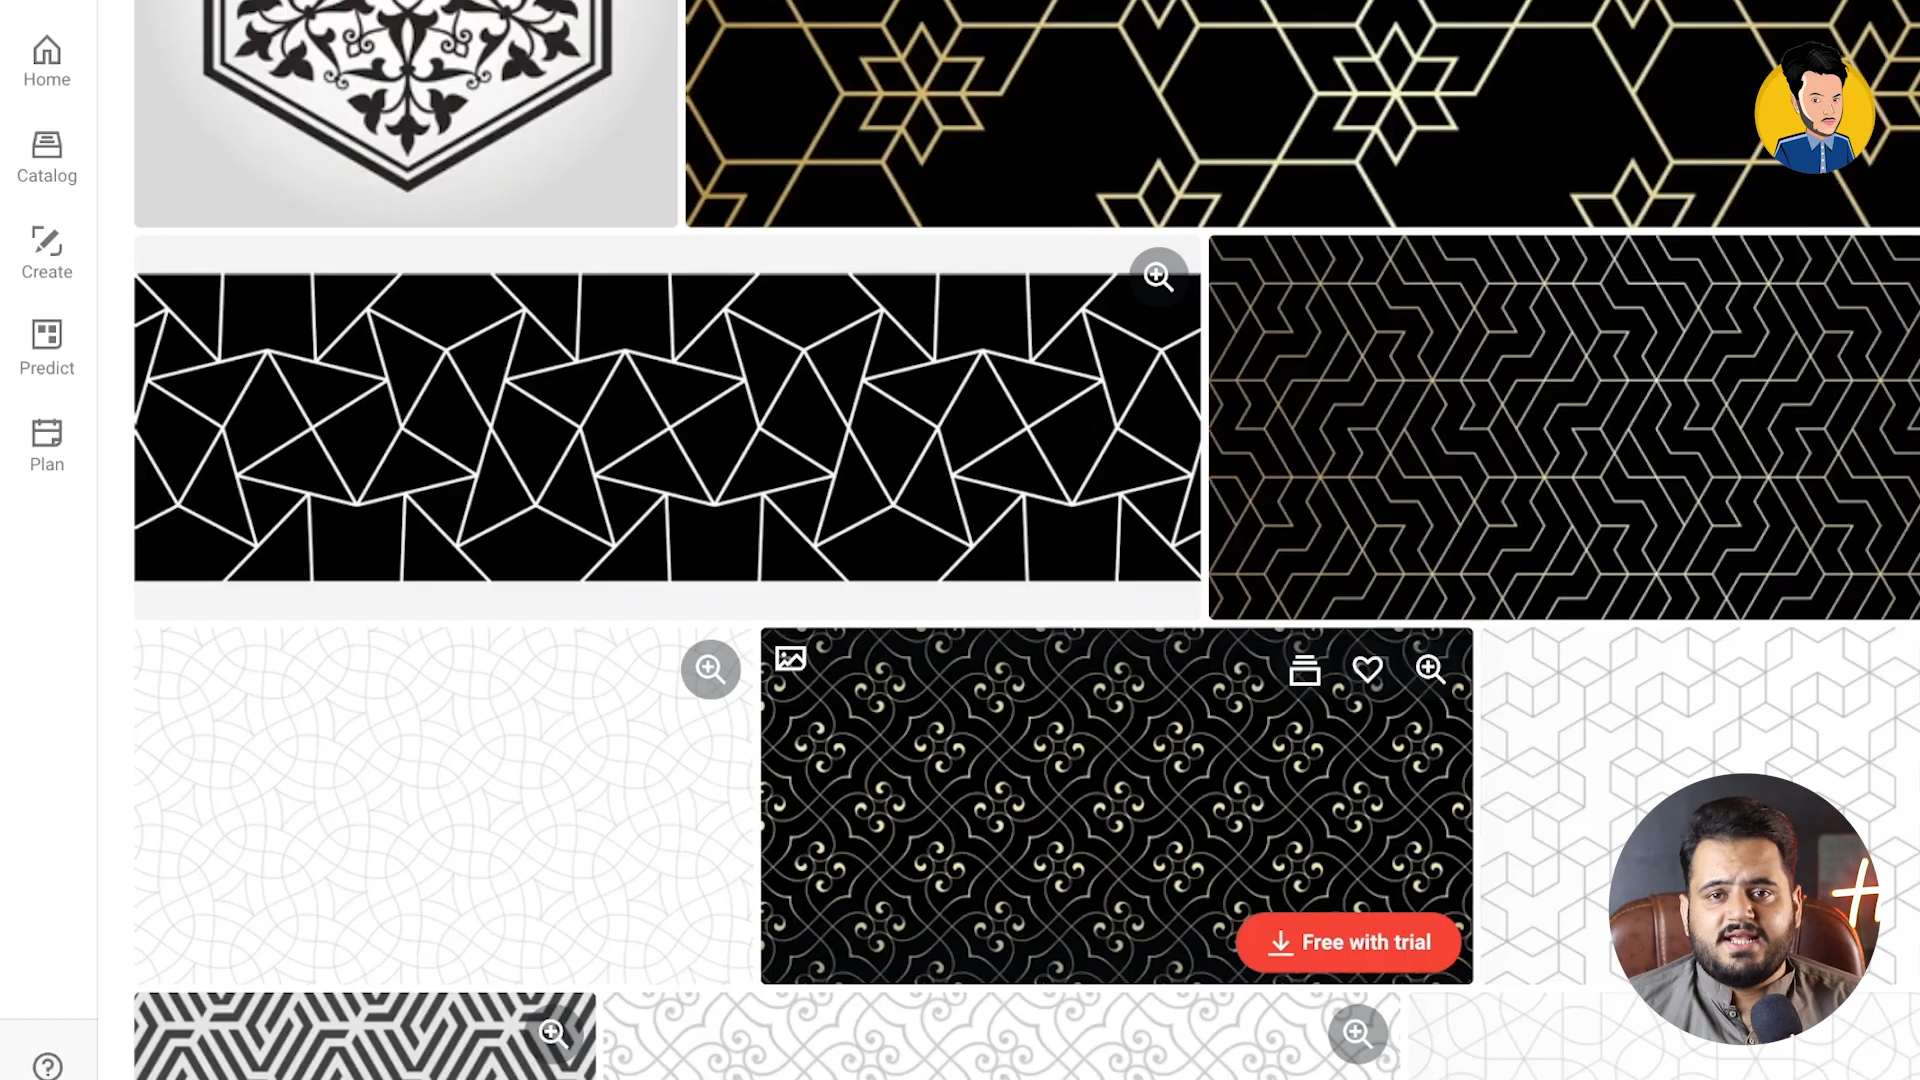 Home
Catalog
Create
Predict
Plan
Free with trial